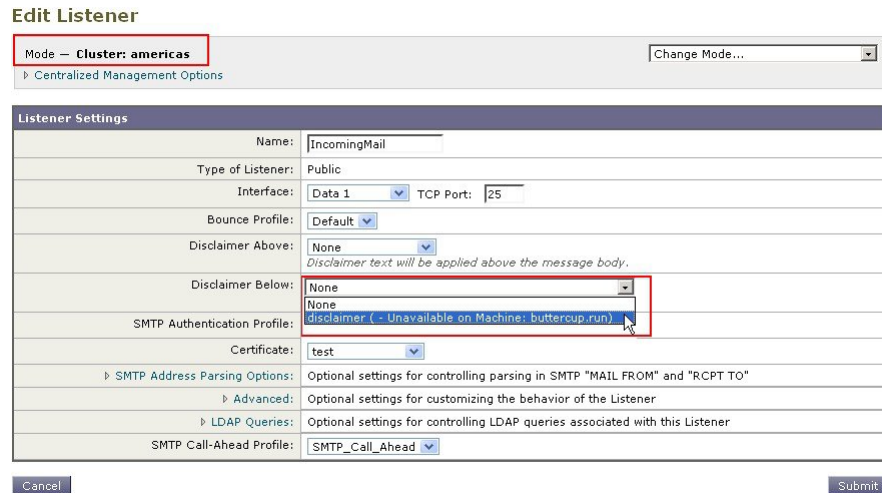 Edit Listener
Mode — Cluster: americas
Change Mode...
Centralized Management Options
Listener Settings
Name: IncomingMail
Type of Listener: Public
Interface: Data 1 TCP Port: 25
Bounce Profile: Default
Disclaimer Above: None
Disclaimer text will be applied above the message body.
Disclaimer Below: None
None
disclaimer ( - Unavailable on Machine: buttercup.run)
SMTP Authentication Profile:
Certificate: test
SMTP Address Parsing Options: Optional settings for controlling parsing in SMTP "MAIL FROM" and "RCPT TO"
Advanced: Optional settings for customizing the behavior of the Listener
LDAP Queries: Optional settings for controlling LDAP queries associated with this Listener
SMTP Call-Ahead Profile: SMTP_Call_Ahead
Cancel Submit